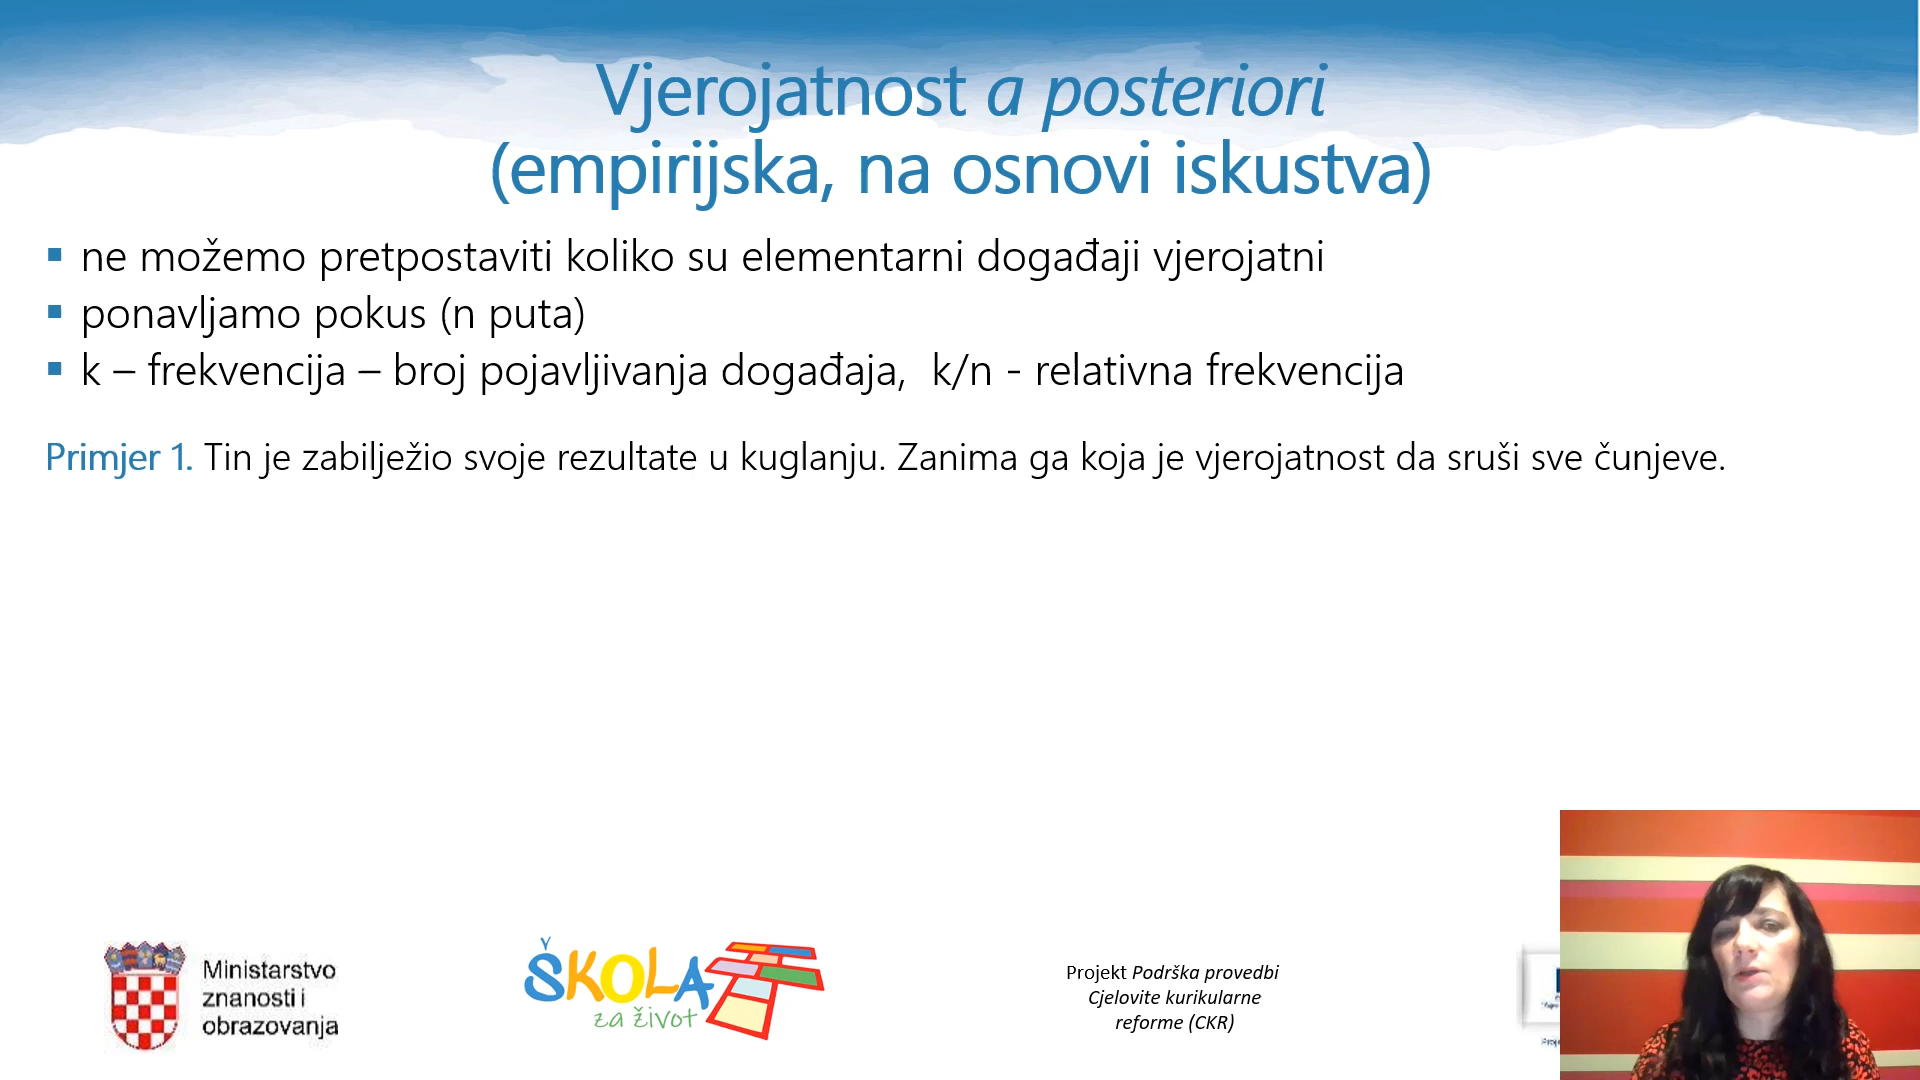 Vjerojatnost a posteriori
(empirijska, na osnovi iskustva)
ne možemo pretpostaviti koliko su elementarni događaji vjerojatni
ponavljamo pokus (n puta)
k – frekvencija – broj pojavljivanja događaja, k/n - relativna frekvencija
Primjer 1. Tin je zabilježio svoje rezultate u kuglanju. Zanima ga koja je vjerojatnost da sruši sve čunjeve.
Ministarstvo
znanosti i
obrazovanja
ŠKOLA
za život
Projekt Podrška provedbi
Cjelovite kurikularne
reforme (CKR)